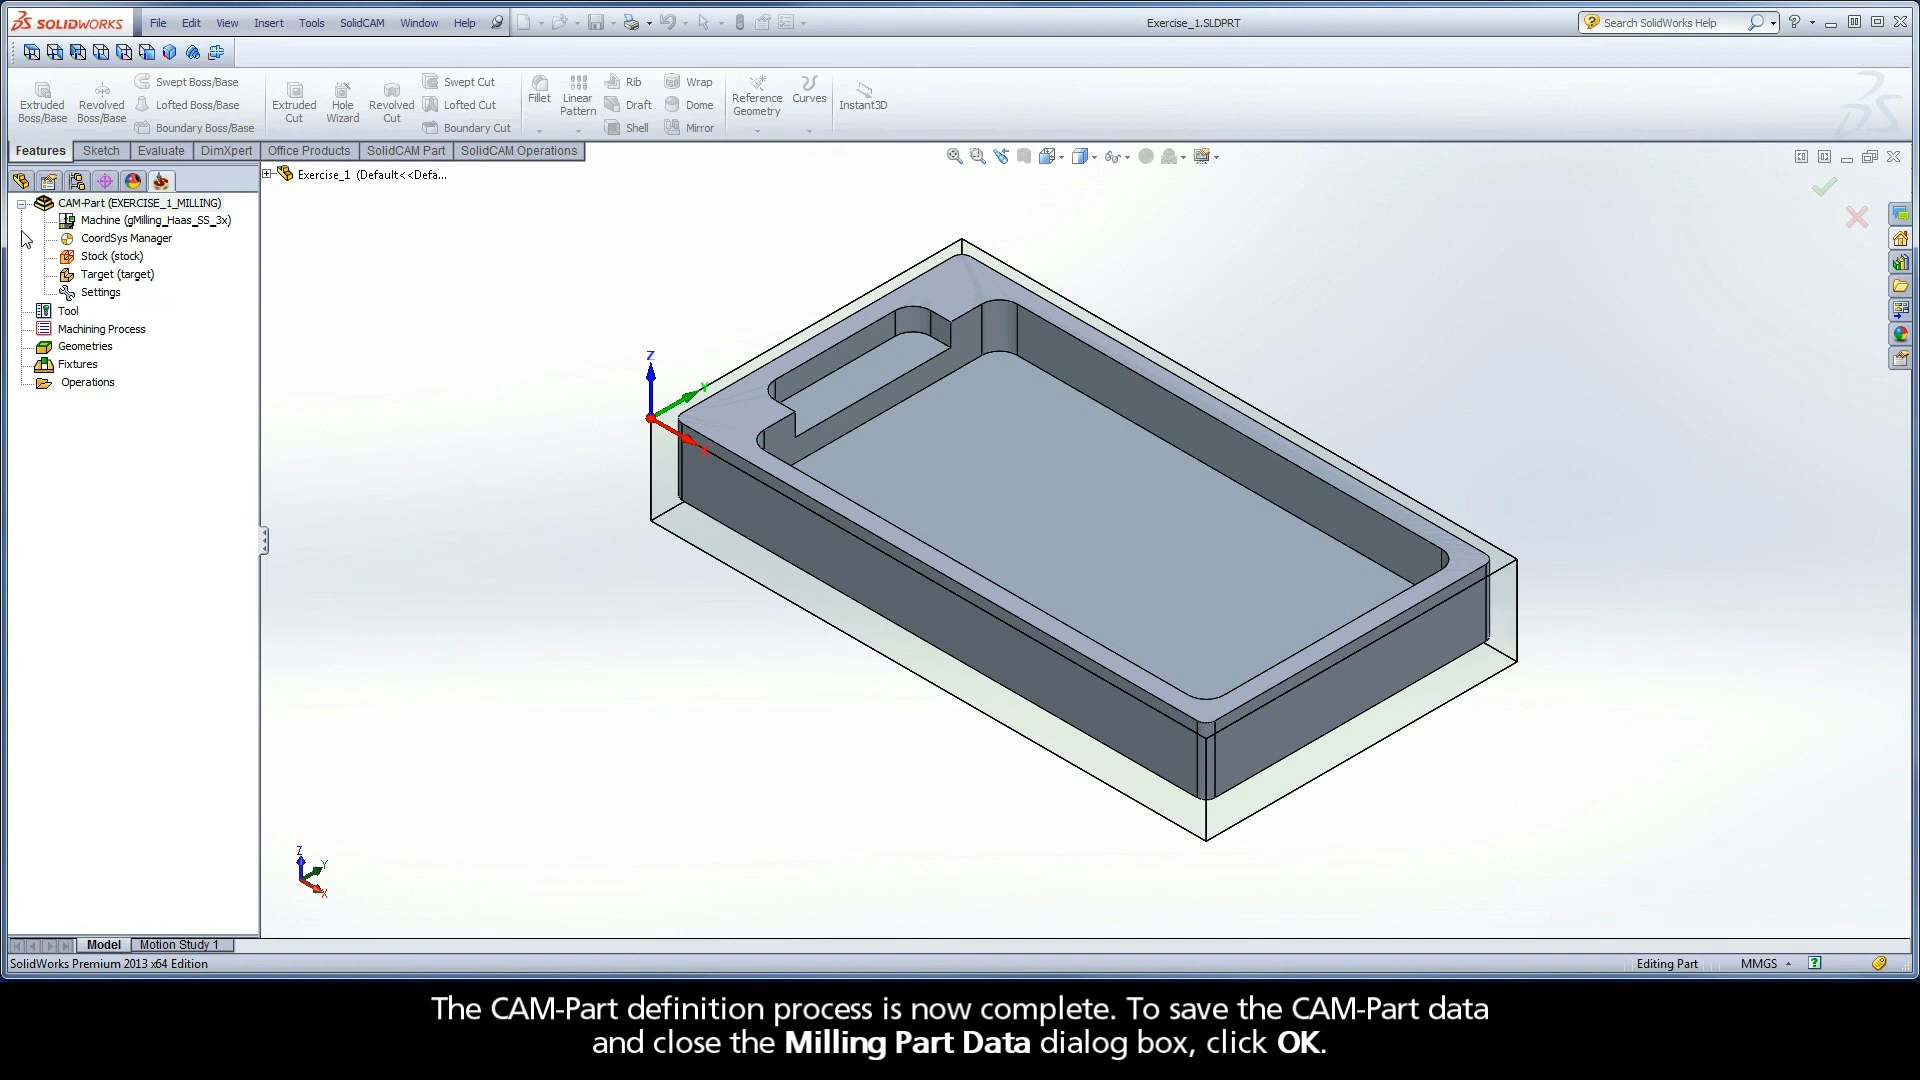 SOLIDWORKS File Edit View Insert Tools SolidCAM Window Help Exercise_1.SLDPRT Search SolidWorks Help
Extruded Boss/Base
Revolved Boss/Base
Swept Boss/Base
Lofted Boss/Base
Boundary Boss/Base
Extruded Cut
Hole Wizard
Revolved Cut
Swept Cut
Lofted Cut
Boundary Cut
Fillet
Linear Pattern
Rib
Draft
Shell
Wrap
Dome
Mirror
Reference Geometry
Curves
Instant3D
Features Sketch Evaluate DimXpert Office Products SolidCAM Part SolidCAM Operations
Exercise_1 (Default<<Defa...
CAM-Part (EXERCISE_1_MILLING)
Machine (gMilling_Haas_SS_3x)
CoordSys Manager
Stock (stock)
Target (target)
Settings
Tool
Machining Process
Geometries
Fixtures
Operations
Z
Y
X
Z
Y
X
Model Motion Study 1
SolidWorks Premium 2013 x64 Edition Editing Part MMGS
The CAM-Part definition process is now complete. To save the CAM-Part data
and close the Milling Part Data dialog box, click OK.